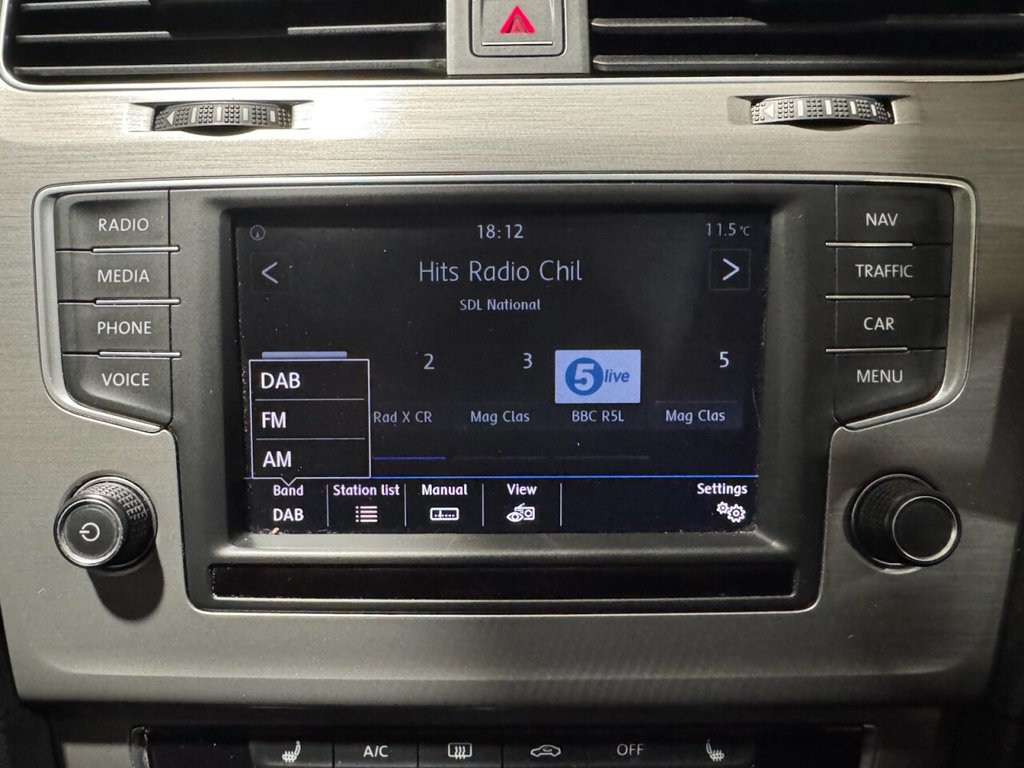 18:12
11.5°C
RADIO
MEDIA
PHONE
VOICE
Hits Radio Chil
SDL National
2
3
5 live
5
Rad X CR
Mag Clas
BBC R5L
Mag Clas
DAB
FM
AM
Band
DAB
Station list
Manual
View
Settings
NAV
TRAFFIC
CAR
MENU
A/C
OFF